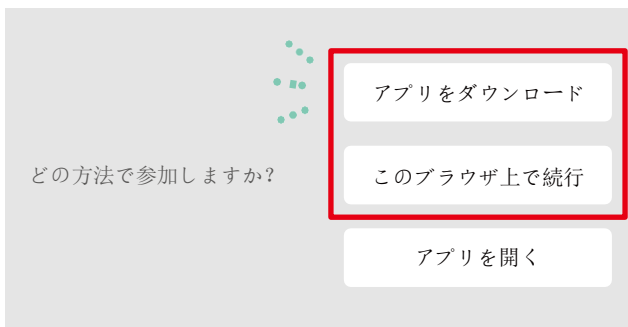 アプリをダウンロード
どの方法で参加しますか?
このブラウザ上で続行
アプリを開く